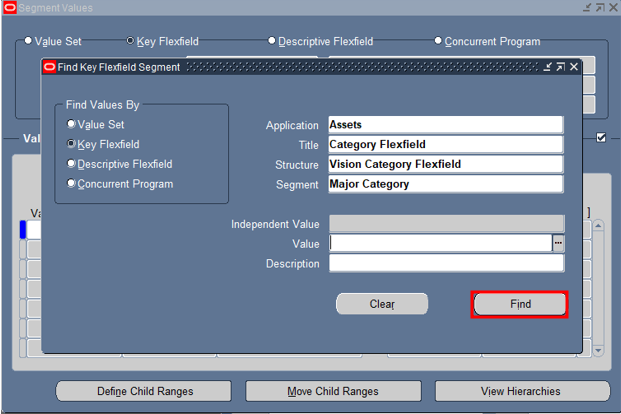 Segment Values
Value Set
Key Flexfield
Descriptive Flexfield
Concurrent Program
Find Key Flexfield Segment
Find Values By
Value Set
Key Flexfield
Descriptive Flexfield
Concurrent Program
Application Assets
Title Category Flexfield
Structure Vision Category Flexfield
Segment Major Category
Independent Value
Value
Description
Clear
Find
Val
Va
]
Define Child Ranges
Move Child Ranges
View Hierarchies